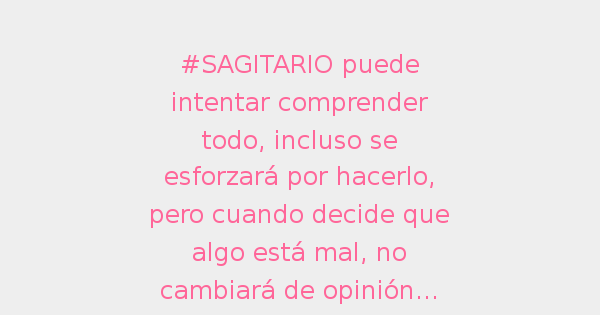 #SAGITARIO puede
intentar comprender
todo, incluso se
esforzará por hacerlo,
pero cuando decide que
algo está mal, no
cambiará de opinión...